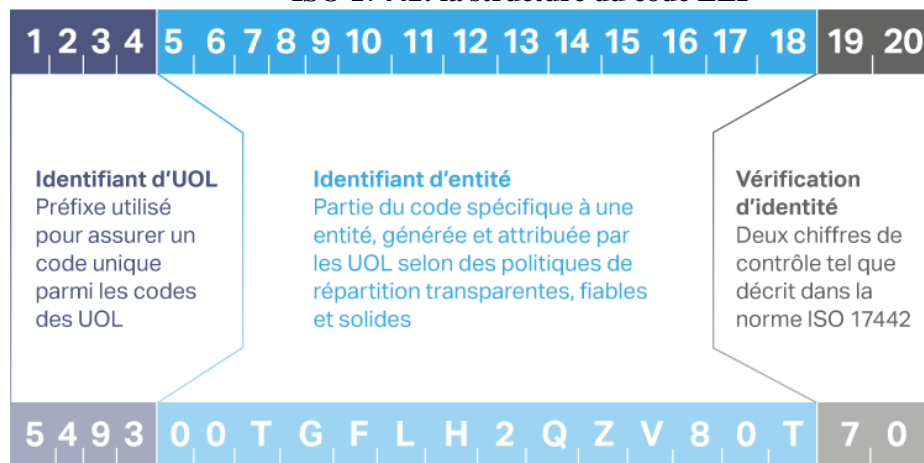 1 2 3 4 5 6 7 8 9 10 11 12 13 14 15 16 17 18 19 20
Identifiant d'UOL
Préfixe utilisé
pour assurer un
code unique
parmi les codes
des UOL
Identifiant d'entité
Partie du code spécifique à une
entité, générée et attribuée par
les UOL selon des politiques de
répartition transparentes, fiables
et solides
Vérification
d'identité
Deux chiffres de
contrôle tel que
décrit dans la
norme ISO 17442
5 4 9 3 0 0 T G F L H 2 Q Z V 8 0 T 7 0